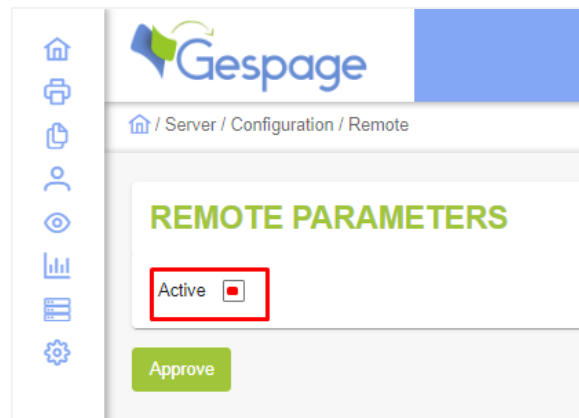 Gespage
/ Server / Configuration / Remote
REMOTE PARAMETERS
Active
Approve